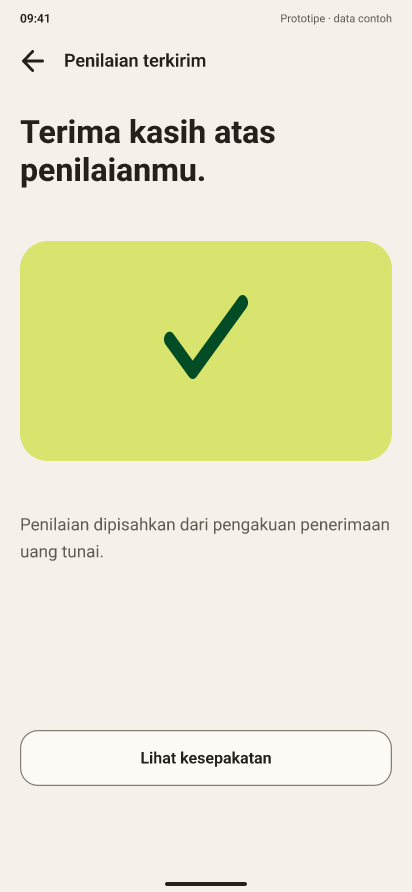 09:41
Prototipe · data contoh
Penilaian terkirim
Terima kasih atas
penilaianmu.
Penilaian dipisahkan dari pengakuan penerimaan
uang tunai.
Lihat kesepakatan